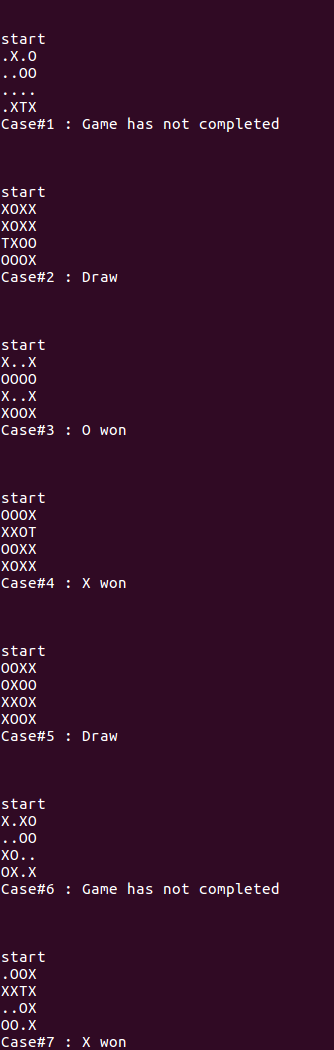 start
.X.O
..OO
....
.XTX
Case#1 : Game has not completed
start
XOXX
XOXX
TXOO
OOOX
Case#2 : Draw
start
X..X
OOOO
X..X
XOOX
Case#3 : O won
start
OOOX
XXOT
OOXX
XOXX
Case#4 : X won
start
OOXX
OXOO
XXOX
XOOX
Case#5 : Draw
start
X.XO
..OO
XO..
OX.X
Case#6 : Game has not completed
start
.OOX
XXTX
..OX
OO.X
Case#7 : X won